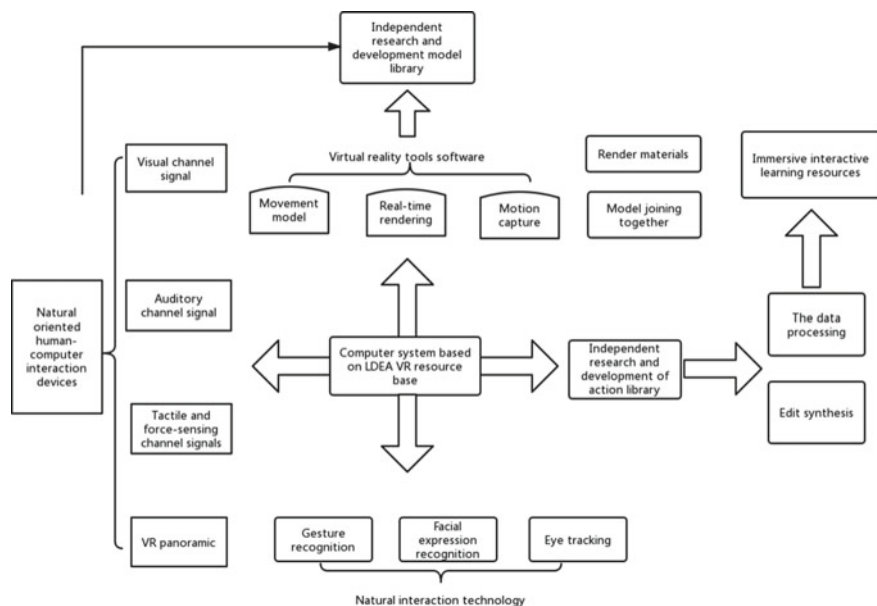 Independent
research and
development model
library
Visual channel
signal
Virtual reality tools software
Render materials
Immersive interactive
learning resources
Movement
model
Real-time
rendering
Motion
capture
Model joining
together
Natural
oriented
human-
computer
interaction
devices
Auditory
channel signal
The data
processing
Computer system based
on LDEA VR resource
base
Independent
research and
development of
action library
Tactile and
force-sensing
channel signals
Edit synthesis
VR panoramic
Gesture
recognition
Facial
expression
recognition
Eye tracking
Natural interaction technology